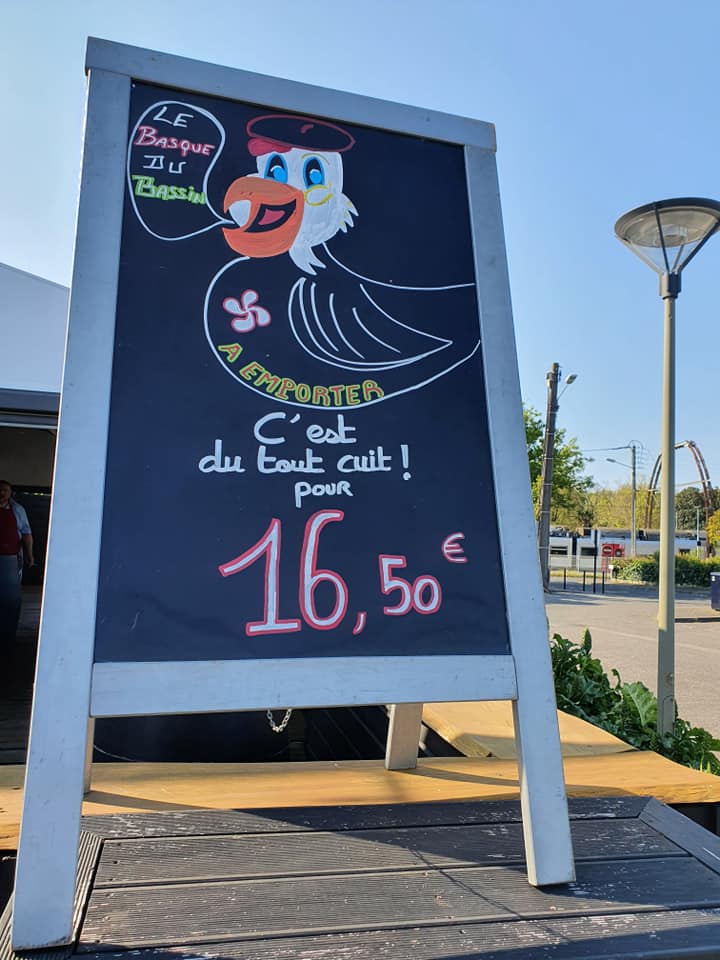 LE
BASQUE
DU
BASSIN
A EMPORTER
C'est
du tout cuit !
POUR
16,50 €